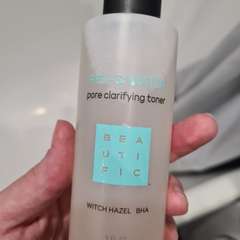 pore clarifying toner
BEA
UTI
FIC
WITCH HAZEL BHA